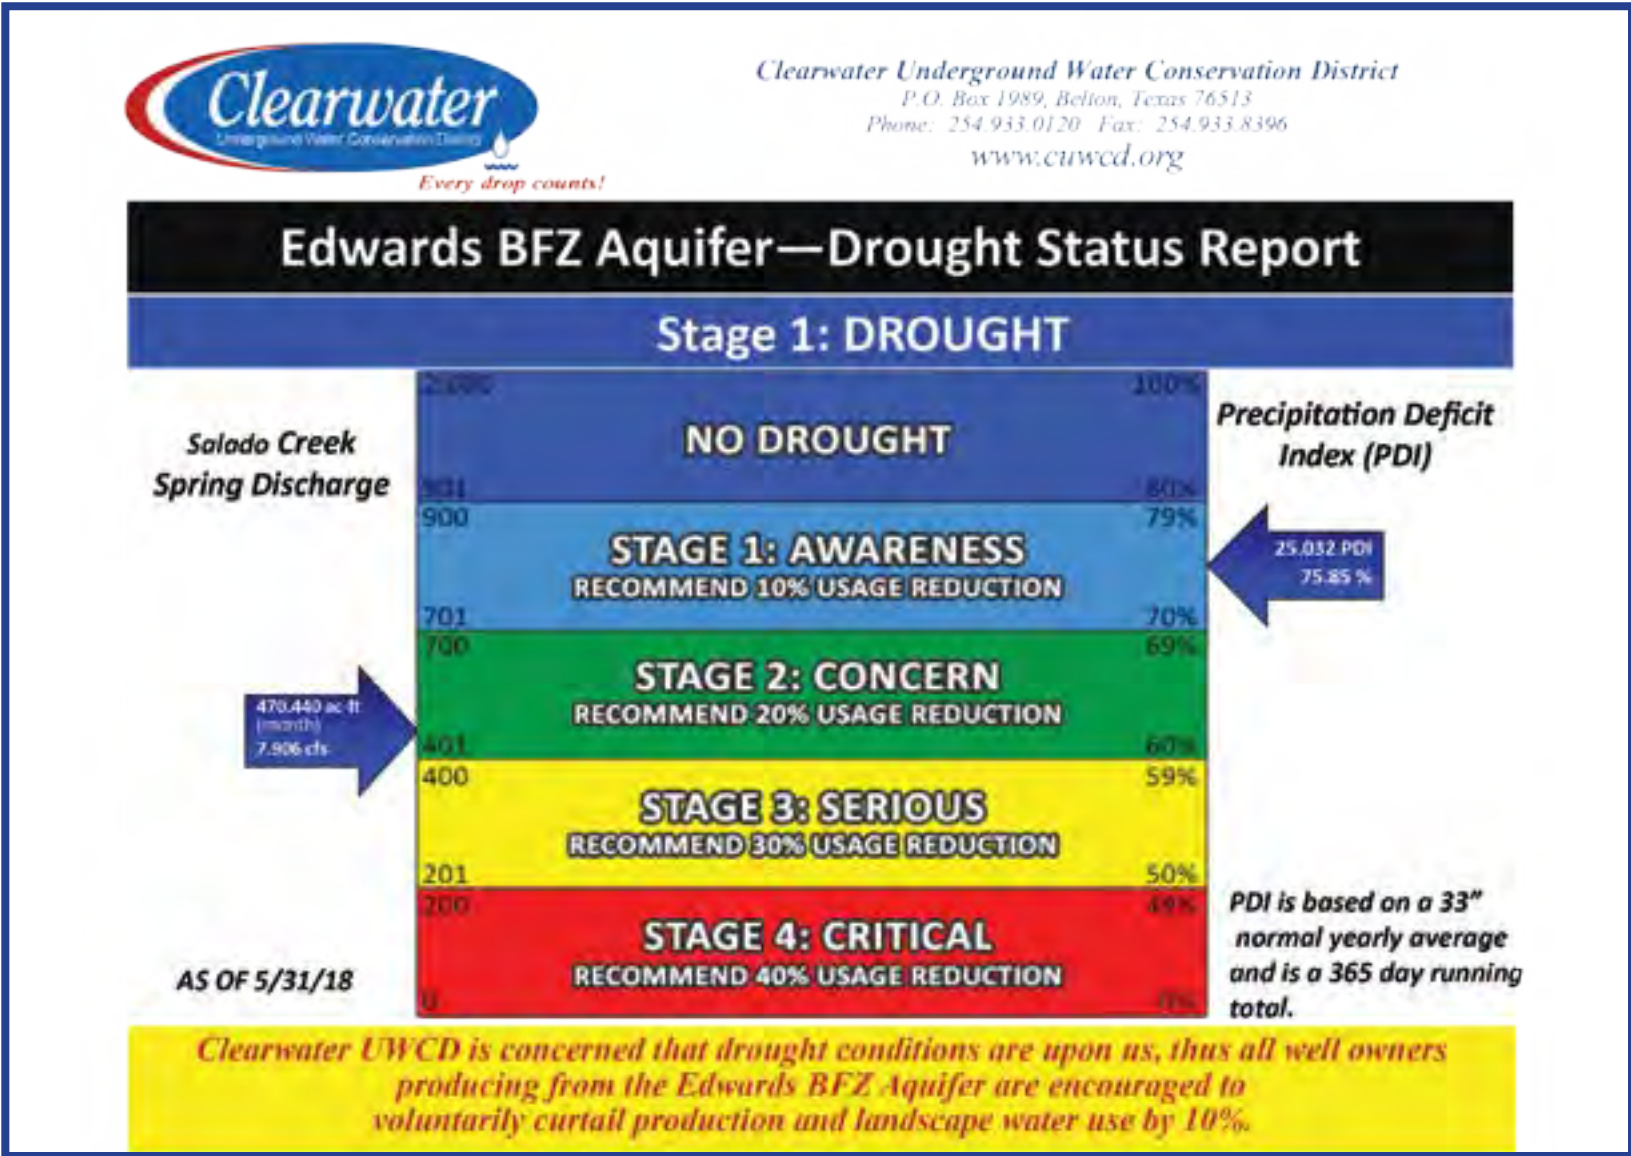 Clearwater
Underground Water Conservation District
Every drop counts!
Clearwater Underground Water Conservation District
P.O. Box 1989, Belton, Texas 76513
Phone: 254.933.0120 Fax: 254.933.8396
www.cuwcd.org
Edwards BFZ Aquifer—Drought Status Report
Stage 1: DROUGHT
Salado Creek
Spring Discharge
100%
NO DROUGHT
901
80%
Precipitation Deficit
Index (PDI)
900
79%
STAGE 1: AWARENESS
RECOMMEND 10% USAGE REDUCTION
701
70%
25.032 PDI
75.85 %
700
69%
STAGE 2: CONCERN
RECOMMEND 20% USAGE REDUCTION
401
60%
470.440 ac-ft
(month)
7.906 cfs
400
59%
STAGE 3: SERIOUS
RECOMMEND 30% USAGE REDUCTION
201
50%
200
49%
STAGE 4: CRITICAL
RECOMMEND 40% USAGE REDUCTION
0
0%
AS OF 5/31/18
PDI is based on a 33”
normal yearly average
and is a 365 day running
total.
Clearwater UWCD is concerned that drought conditions are upon us, thus all well owners
producing from the Edwards BFZ Aquifer are encouraged to
voluntarily curtail production and landscape water use by 10%.